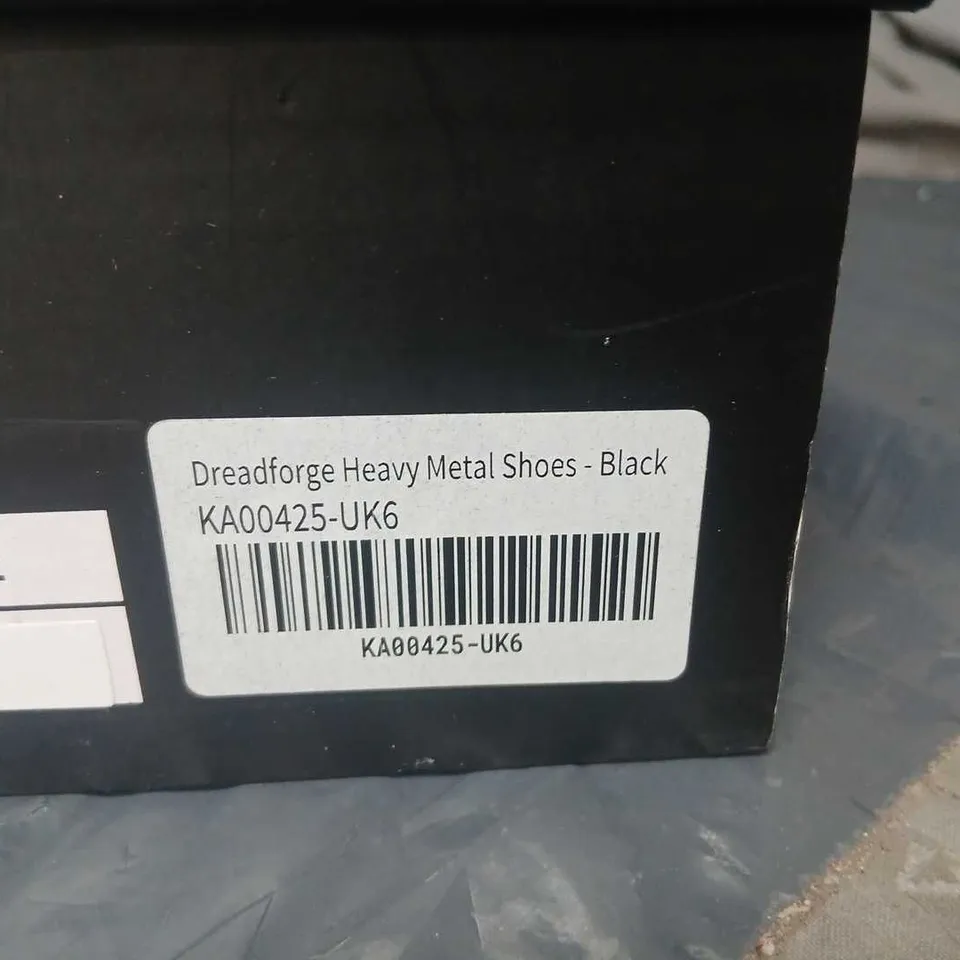 Dreadforge Heavy Metal Shoes - Black
KA00425-UK6
KA00425-UK6